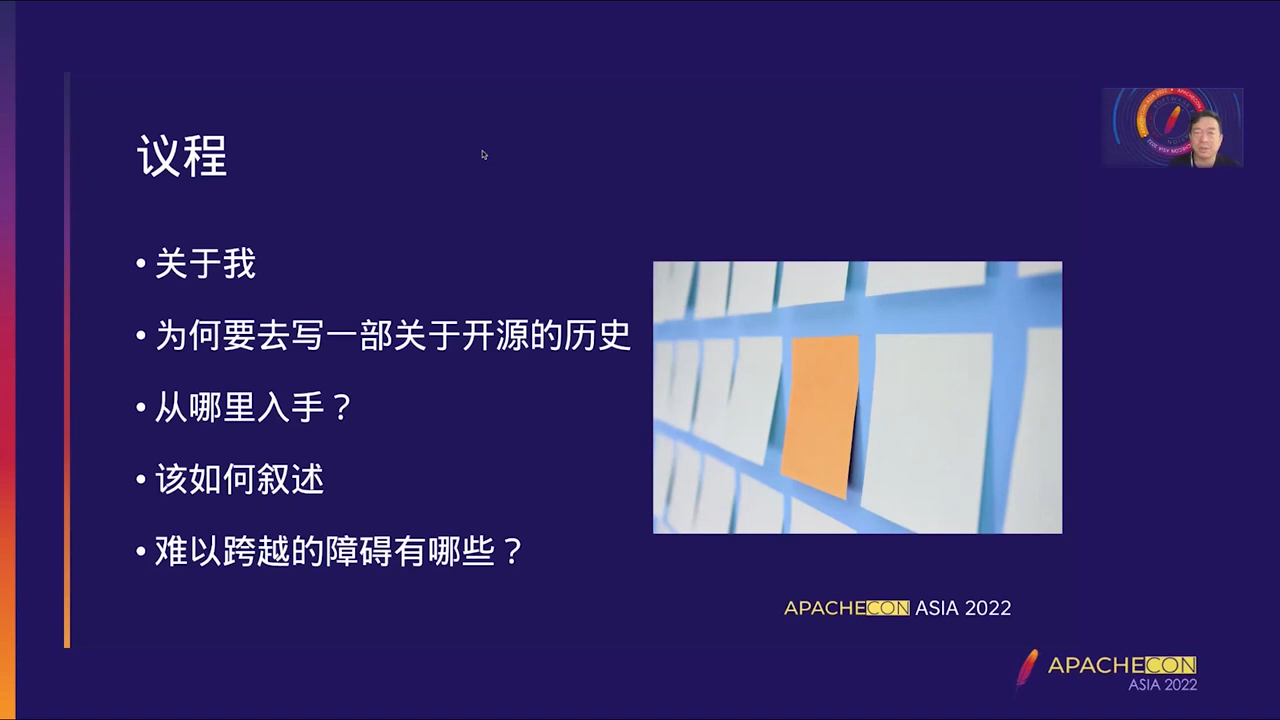 议程
• 关于我
• 为何要去写一部关于开源的历史
• 从哪里入手？
• 该如何叙述
• 难以跨越的障碍有哪些？
APACHECON ASIA 2022
APACHECON
ASIA 2022